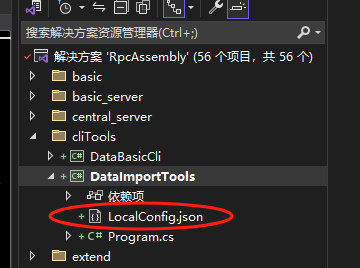 搜索解决方案资源管理器(Ctrl+;)
解决方案 'RpcAssembly' (56 个项目，共 56 个)
basic
basic_server
central_server
cliTools
DataBasicCli
DataImportTools
依赖项
LocalConfig.json
Program.cs
extend